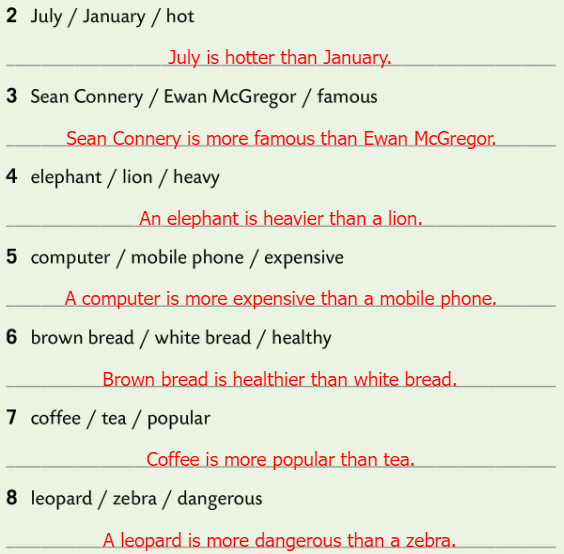 2 July / January / hot
July is hotter than January.
3 Sean Connery / Ewan McGregor / famous
Sean Connery is more famous than Ewan McGregor.
4 elephant / lion / heavy
An elephant is heavier than a lion.
5 computer / mobile phone / expensive
A computer is more expensive than a mobile phone.
6 brown bread / white bread / healthy
Brown bread is healthier than white bread.
7 coffee / tea / popular
Coffee is more popular than tea.
8 leopard / zebra / dangerous
A leopard is more dangerous than a zebra.